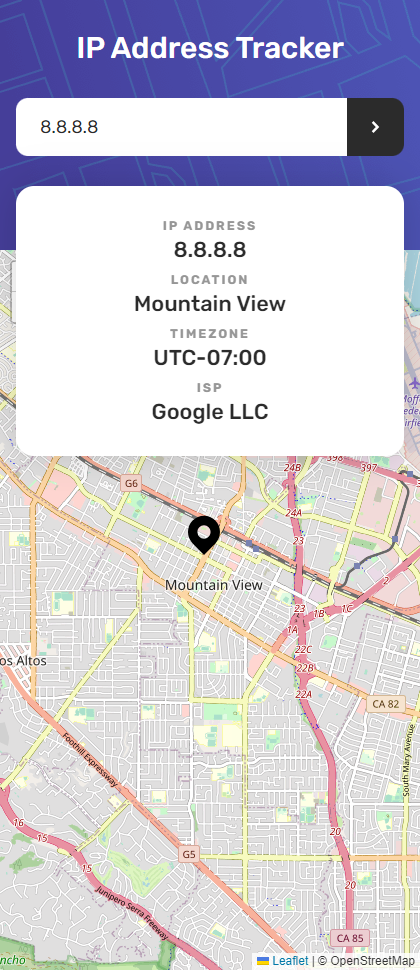 IP Address Tracker
8.8.8.8
IP ADDRESS
8.8.8.8
LOCATION
Mountain View
TIMEZONE
UTC-07:00
ISP
Google LLC
24B
398
397
G6
24A
23
Mountain View
2
23
1B
1C
1A
22C
22B
os Altos
22A
CA 82
Foothill Expressway
South Mary Avenue
16
15
20
15
G5
20
Junipero Serra Freeway
CA 85
ncho
Leaflet | © OpenStreetMap